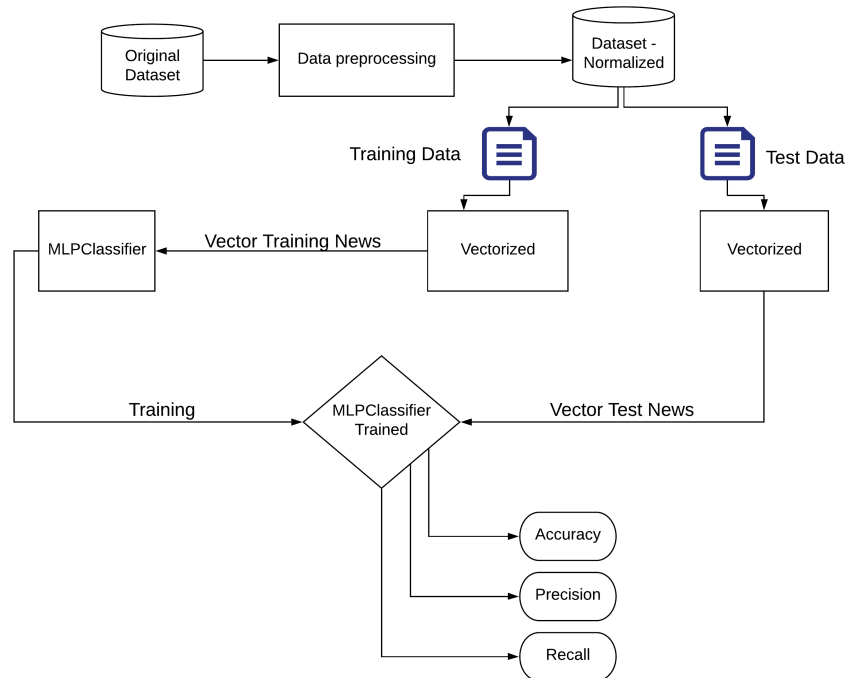 Original
Dataset
Data preprocessing
Dataset -
Normalized
Training Data
Test Data
MLPClassifier
Vector Training News
Vectorized
Vectorized
Training
MLPClassifier
Trained
Vector Test News
Accuracy
Precision
Recall